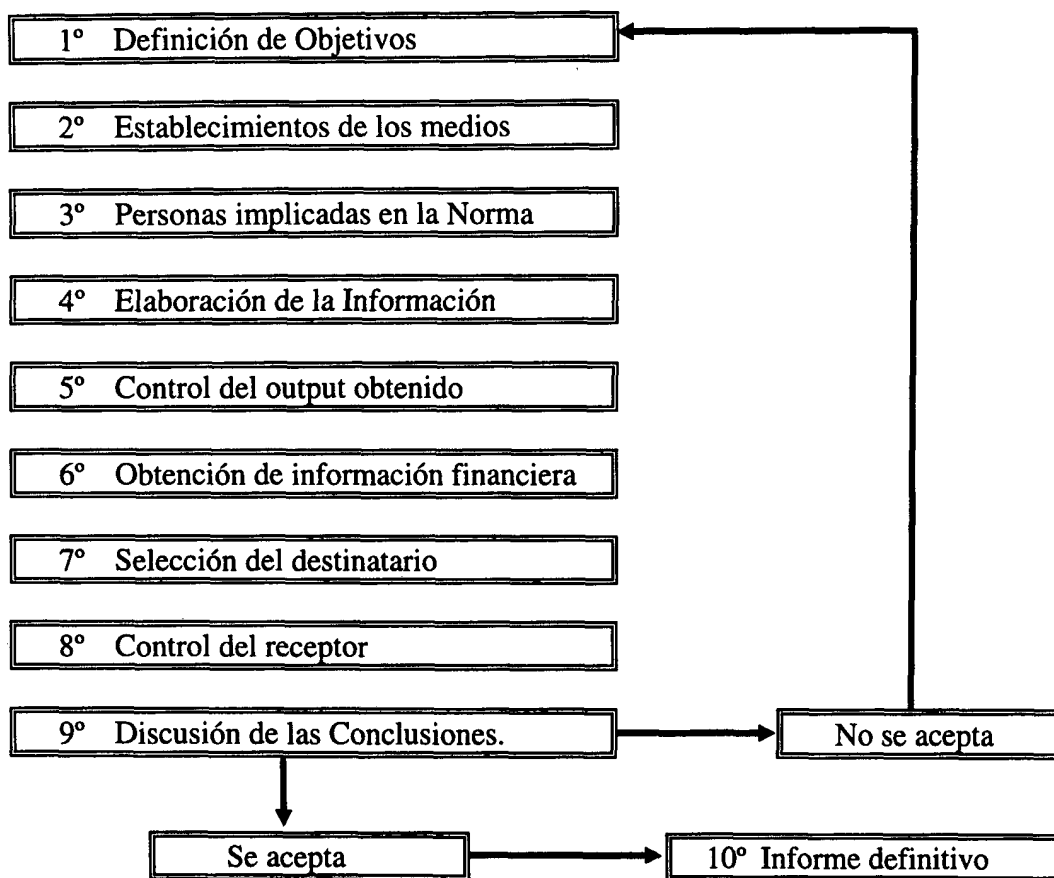 1º Definición de Objetivos
2º Establecimientos de los medios
3º Personas implicadas en la Norma
4º Elaboración de la Información
5º Control del output obtenido
6º Obtención de información financiera
7º Selección del destinatario
8º Control del receptor
9º Discusión de las Conclusiones.
No se acepta
Se acepta
10º Informe definitivo